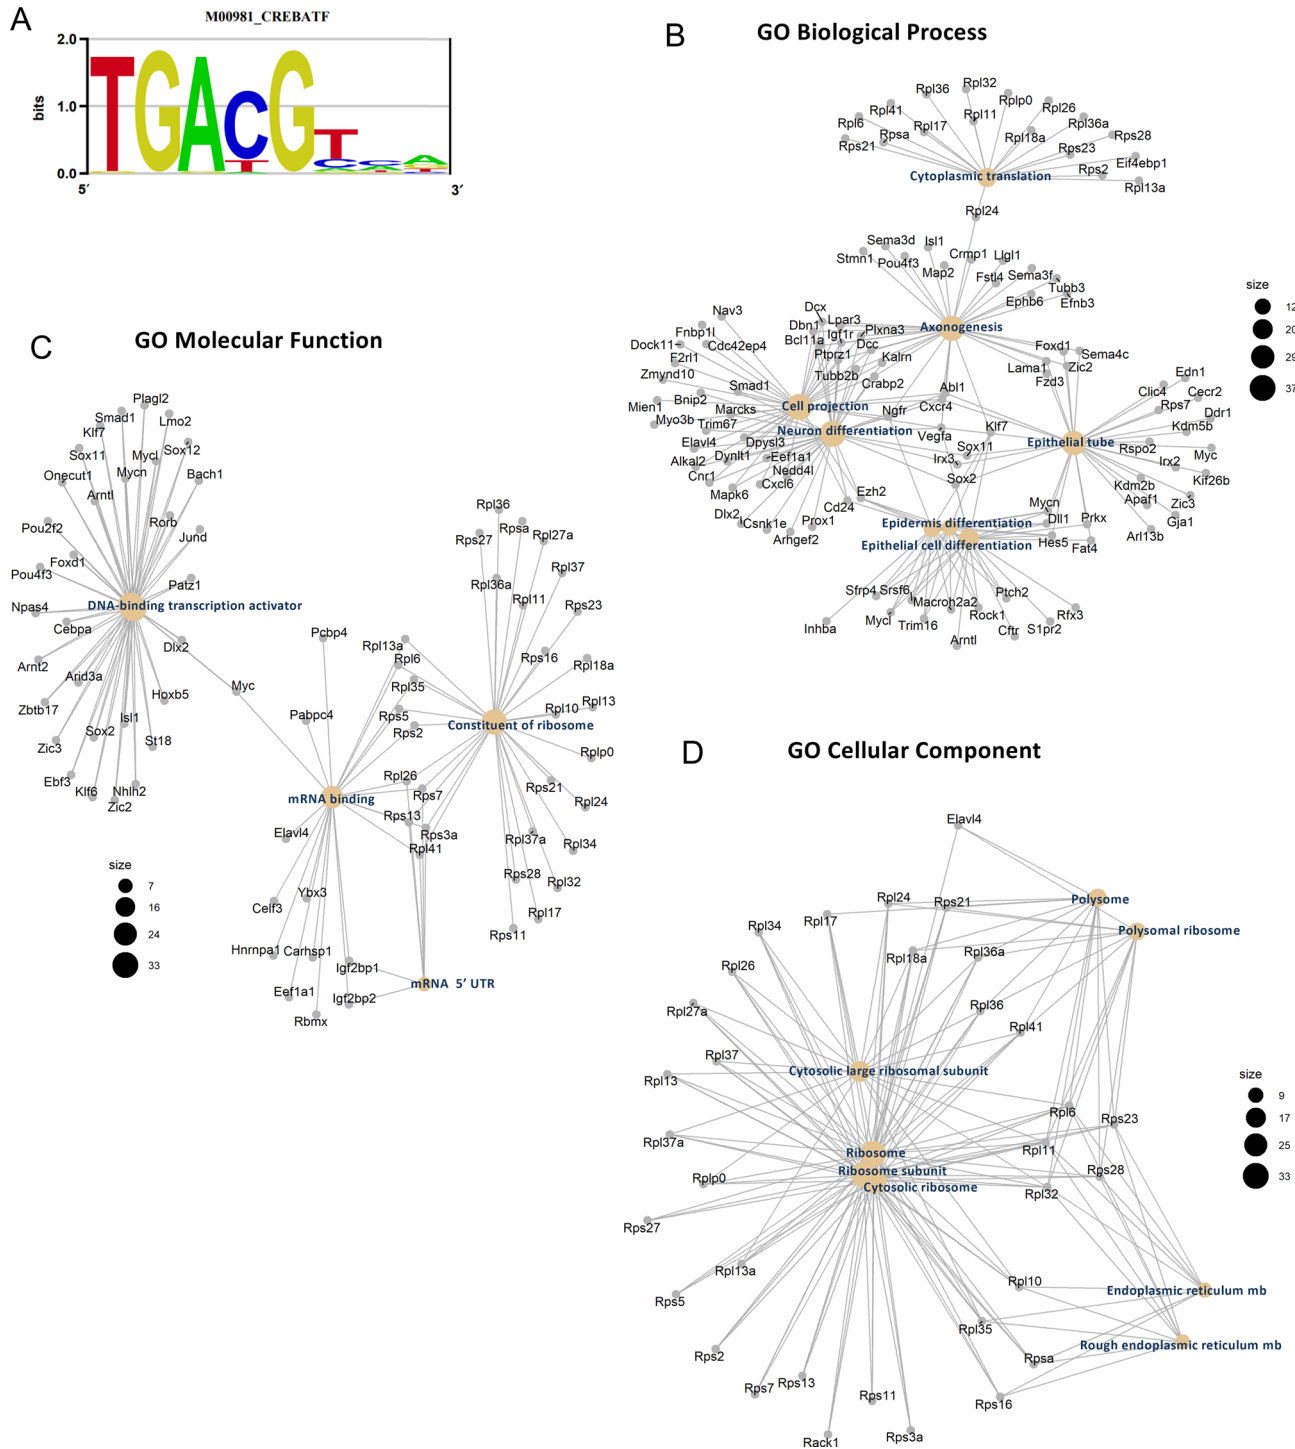 A
M00981_CREBATF
bits
2.0
1.0
0.0
TGACGT
5′
3′
B
GO Biological Process
Rpl36
Rpl32
Rplp0
Rpl26
Rpl41
Rpl6
Rpsa
Rpl17
Rpl11
Rpl18a
Rpl36a
Rps28
Rps21
Rps23
Eif4ebp1
Rps2
Rpl13a
Cytoplasmic translation
Rpl24
Sema3d
Isl1
Stmn1
Pou4f3
Crmp1
Llgl1
Map2
Fstl4
Sema3f
Tubb3
Ephb6
Efnb3
Axonogenesis
Nav3
Dcx
Fnbp1l
Dbn1
Lpar3
Igf1r
Plxna3
Dock11
Cdc42ep4
Bcl11a
Dcc
F2rl1
Ptprz1
Kalrn
Zmynd10
Tubb2b
Crabp2
Smad1
Foxd1
Sema4c
Lama1
Zic2
Fzd3
Abl1
Edn1
Clic4
Cecr2
Mien1
Bnip2
Marcks
Cell projection
Ngfr
Cxcr4
Rps7
Ddr1
Myo3b
Trim67
Neuron differentiation
Vegfa
Klf7
Kdm5b
Elavl4
Dpysl3
Sox11
Epithelial tube
Rspo2
Myc
Alkal2
Dynlt1
Eef1a1
Irx3
Irx2
Cnr1
Nedd4l
Kif26b
Mapk6
Cxcl6
Sox2
Kdm2b
Ezh2
Apaf1
Zic3
Dlx2
Cd24
Mycn
Csnk1e
Prox1
Epidermis differentiation
Dll1
Prkx
Gja1
Arhgef2
Epithelial cell differentiation
Hes5
Fat4
Arl13b
Sfrp4
Srsf6
Ptch2
Macroh2a2
Mycl
Rock1
Rfx3
Inhba
Trim16
Cftr
S1pr2
Arntl
size
12
20
29
37
C
GO Molecular Function
Plagl2
Smad1
Lmo2
Klf7
Sox11
Mycl
Sox12
Onecut1
Mycn
Bach1
Arntl
Pou2f2
Rorb
Jund
Foxd1
Pou4f3
Patz1
Npas4
DNA-binding transcription activator
Cebpa
Dlx2
Arnt2
Arid3a
Myc
Zbtb17
Hoxb5
Isl1
Sox2
Zic3
St18
Ebf3
Klf6
Nhlh2
Zic2
Rpl36
Rps27
Rpsa
Rpl27a
Rpl36a
Rpl37
Rpl11
Rps23
Pcbp4
Rpl13a
Rpl6
Rps16
Rpl18a
Rpl35
Pabpc4
Rps5
Rpl10
Rpl13
Rps2
Constituent of ribosome
Rplp0
Rpl26
Rps7
Rps21
mRNA binding
Rpl24
Rps13
Rps3a
Elavl4
Rpl41
Rpl37a
Rpl34
Rps28
Rpl32
Ybx3
Celf3
Rpl17
Rps11
Hnrnpa1
Carhsp1
Igf2bp1
mRNA 5′ UTR
Eef1a1
Igf2bp2
Rbmx
size
7
16
24
33
D
GO Cellular Component
Elavl4
Rpl24
Rps21
Polysome
Rpl17
Rpl34
Polysomal ribosome
Rpl18a
Rpl36a
Rpl26
Rpl36
Rpl27a
Rpl41
Rpl37
Cytosolic large ribosomal subunit
Rpl13
Rpl6
Rps23
Rpl37a
Ribosome
Rpl11
Ribosome subunit
Rps28
Rplp0
Cytosolic ribosome
Rpl32
Rps27
Rpl13a
Rpl10
Endoplasmic reticulum mb
Rps5
Rpl35
Rough endoplasmic reticulum mb
Rps2
Rpsa
Rps7
Rps13
Rps11
Rps16
Rack1
Rps3a
size
9
17
25
33